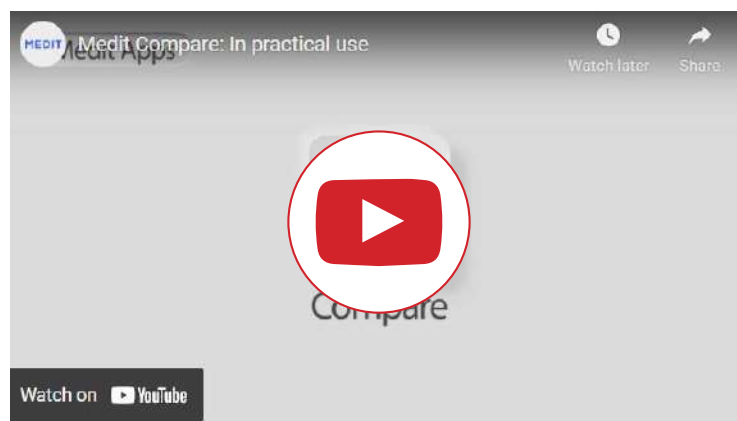 MEDIT
Medit Compare: In practical use
Medit Apps
Watch later
Share
Compare
Watch on YouTube